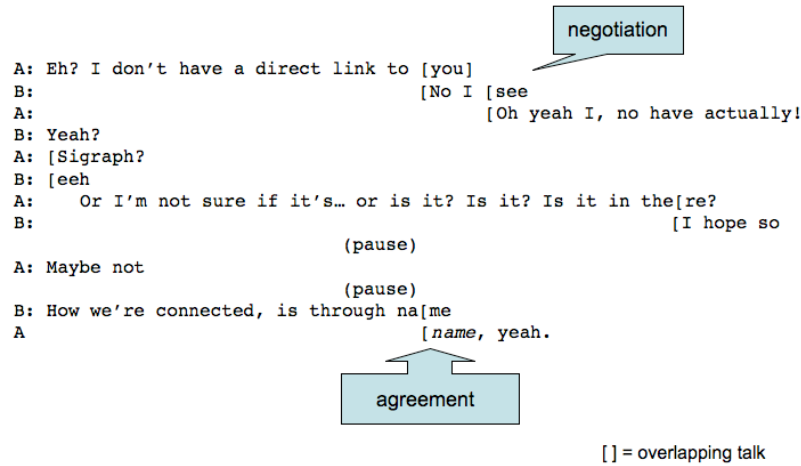 negotiation
A: Eh? I don't have a direct link to [you]
B: [No I [see
A: [Oh yeah I, no have actually!
B: Yeah?
A: [Sigraph?
B: [eeh
A: Or I'm not sure if it's… or is it? Is it? Is it in the[re?
B: [I hope so
(pause)
A: Maybe not
(pause)
B: How we're connected, is through na[me
A [name, yeah.
agreement
[ ] = overlapping talk